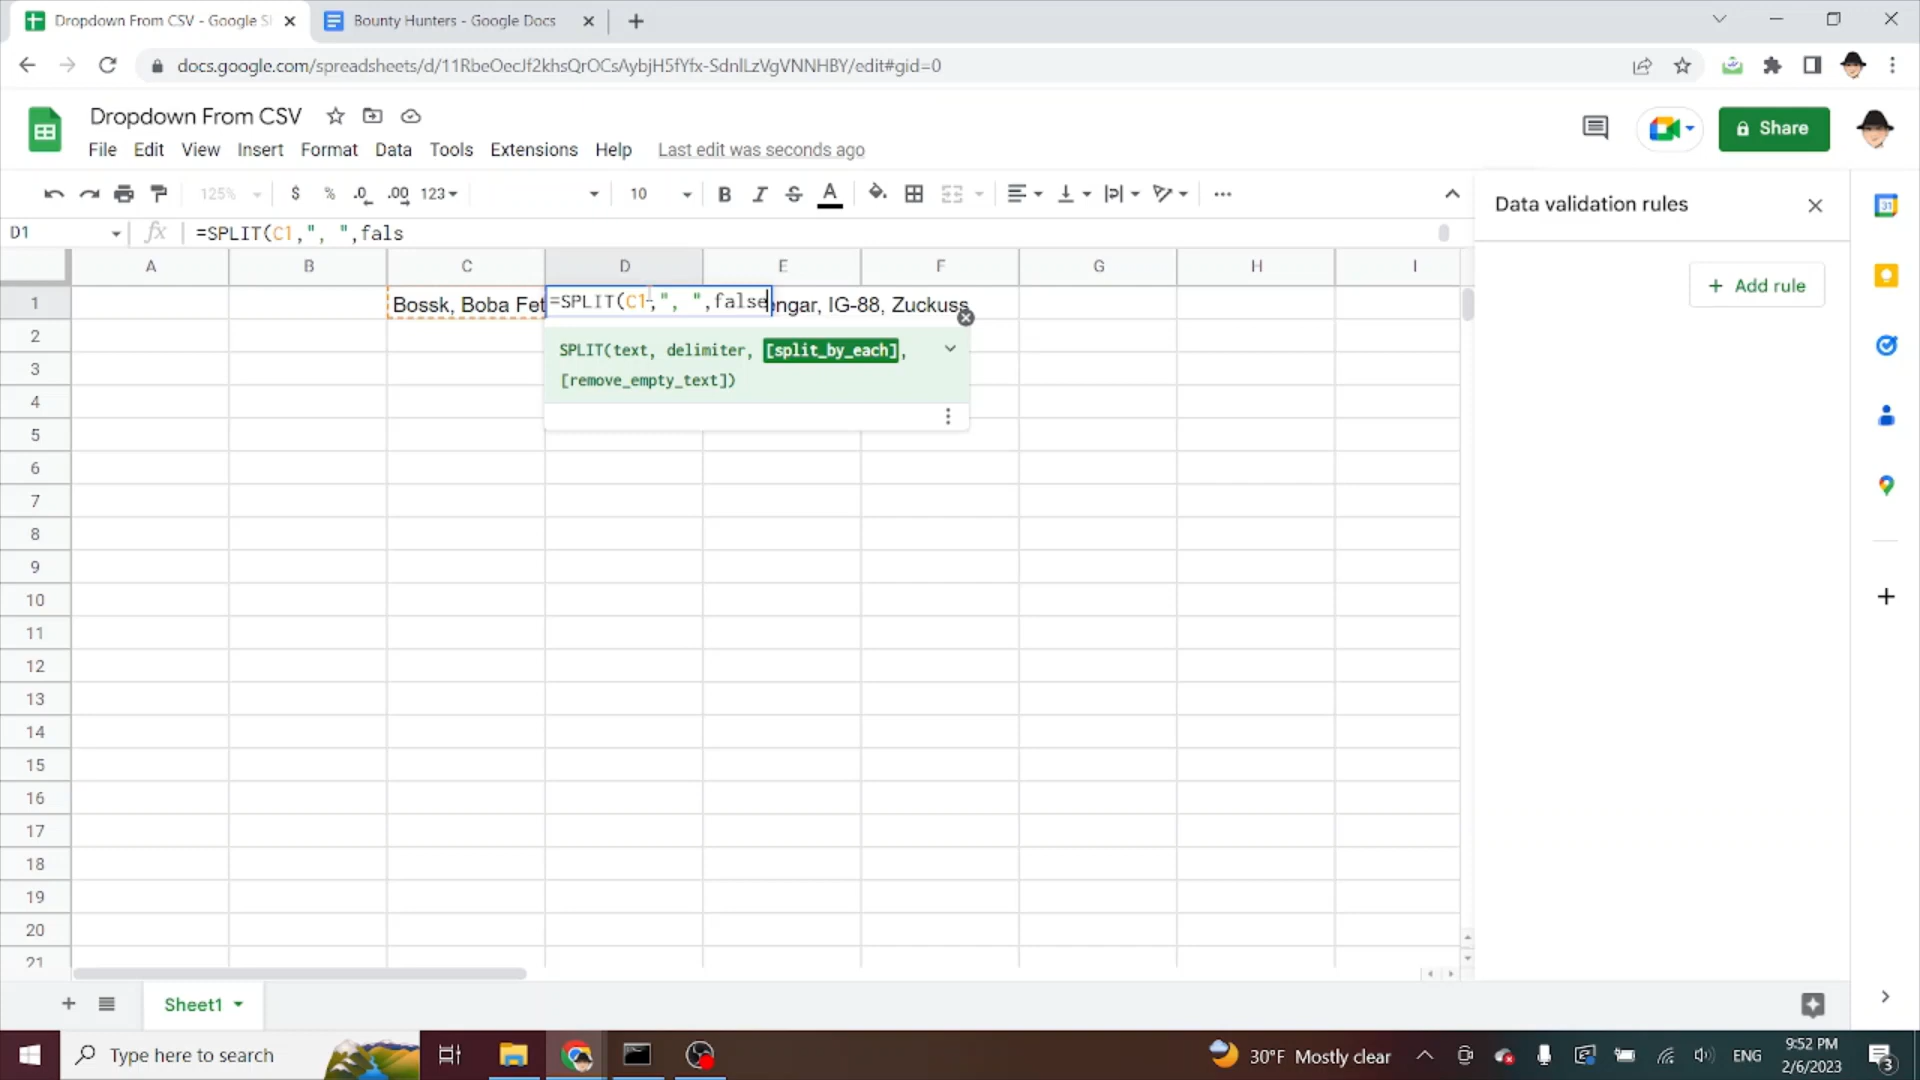 Dropdown From CSV - Google S
Bounty Hunters - Google Docs
docs.google.com/spreadsheets/d/11RbeOecJf2khsQrOCsAybjH5fYfx-SdnlLzVgVNNHBY/edit#gid=0
Dropdown From CSV
Share
File Edit View Insert Format Data Tools Extensions Help Last edit was seconds ago
125% $ % .0 .00 123 10 B I S A
Data validation rules
D1 fx =SPLIT(C1,", ",fals
A B C D E F G H I
1 Bossk, Boba Fet =SPLIT(C1,", ",false engar, IG-88, Zuckuss
+ Add rule
SPLIT(text, delimiter, [split_by_each],
[remove_empty_text])
2
3
4
5
6
7
8
9
10
11
12
13
14
15
16
17
18
19
20
21
31
Sheet1
Type here to search
30°F Mostly clear
ENG
9:52 PM
2/6/2023
3